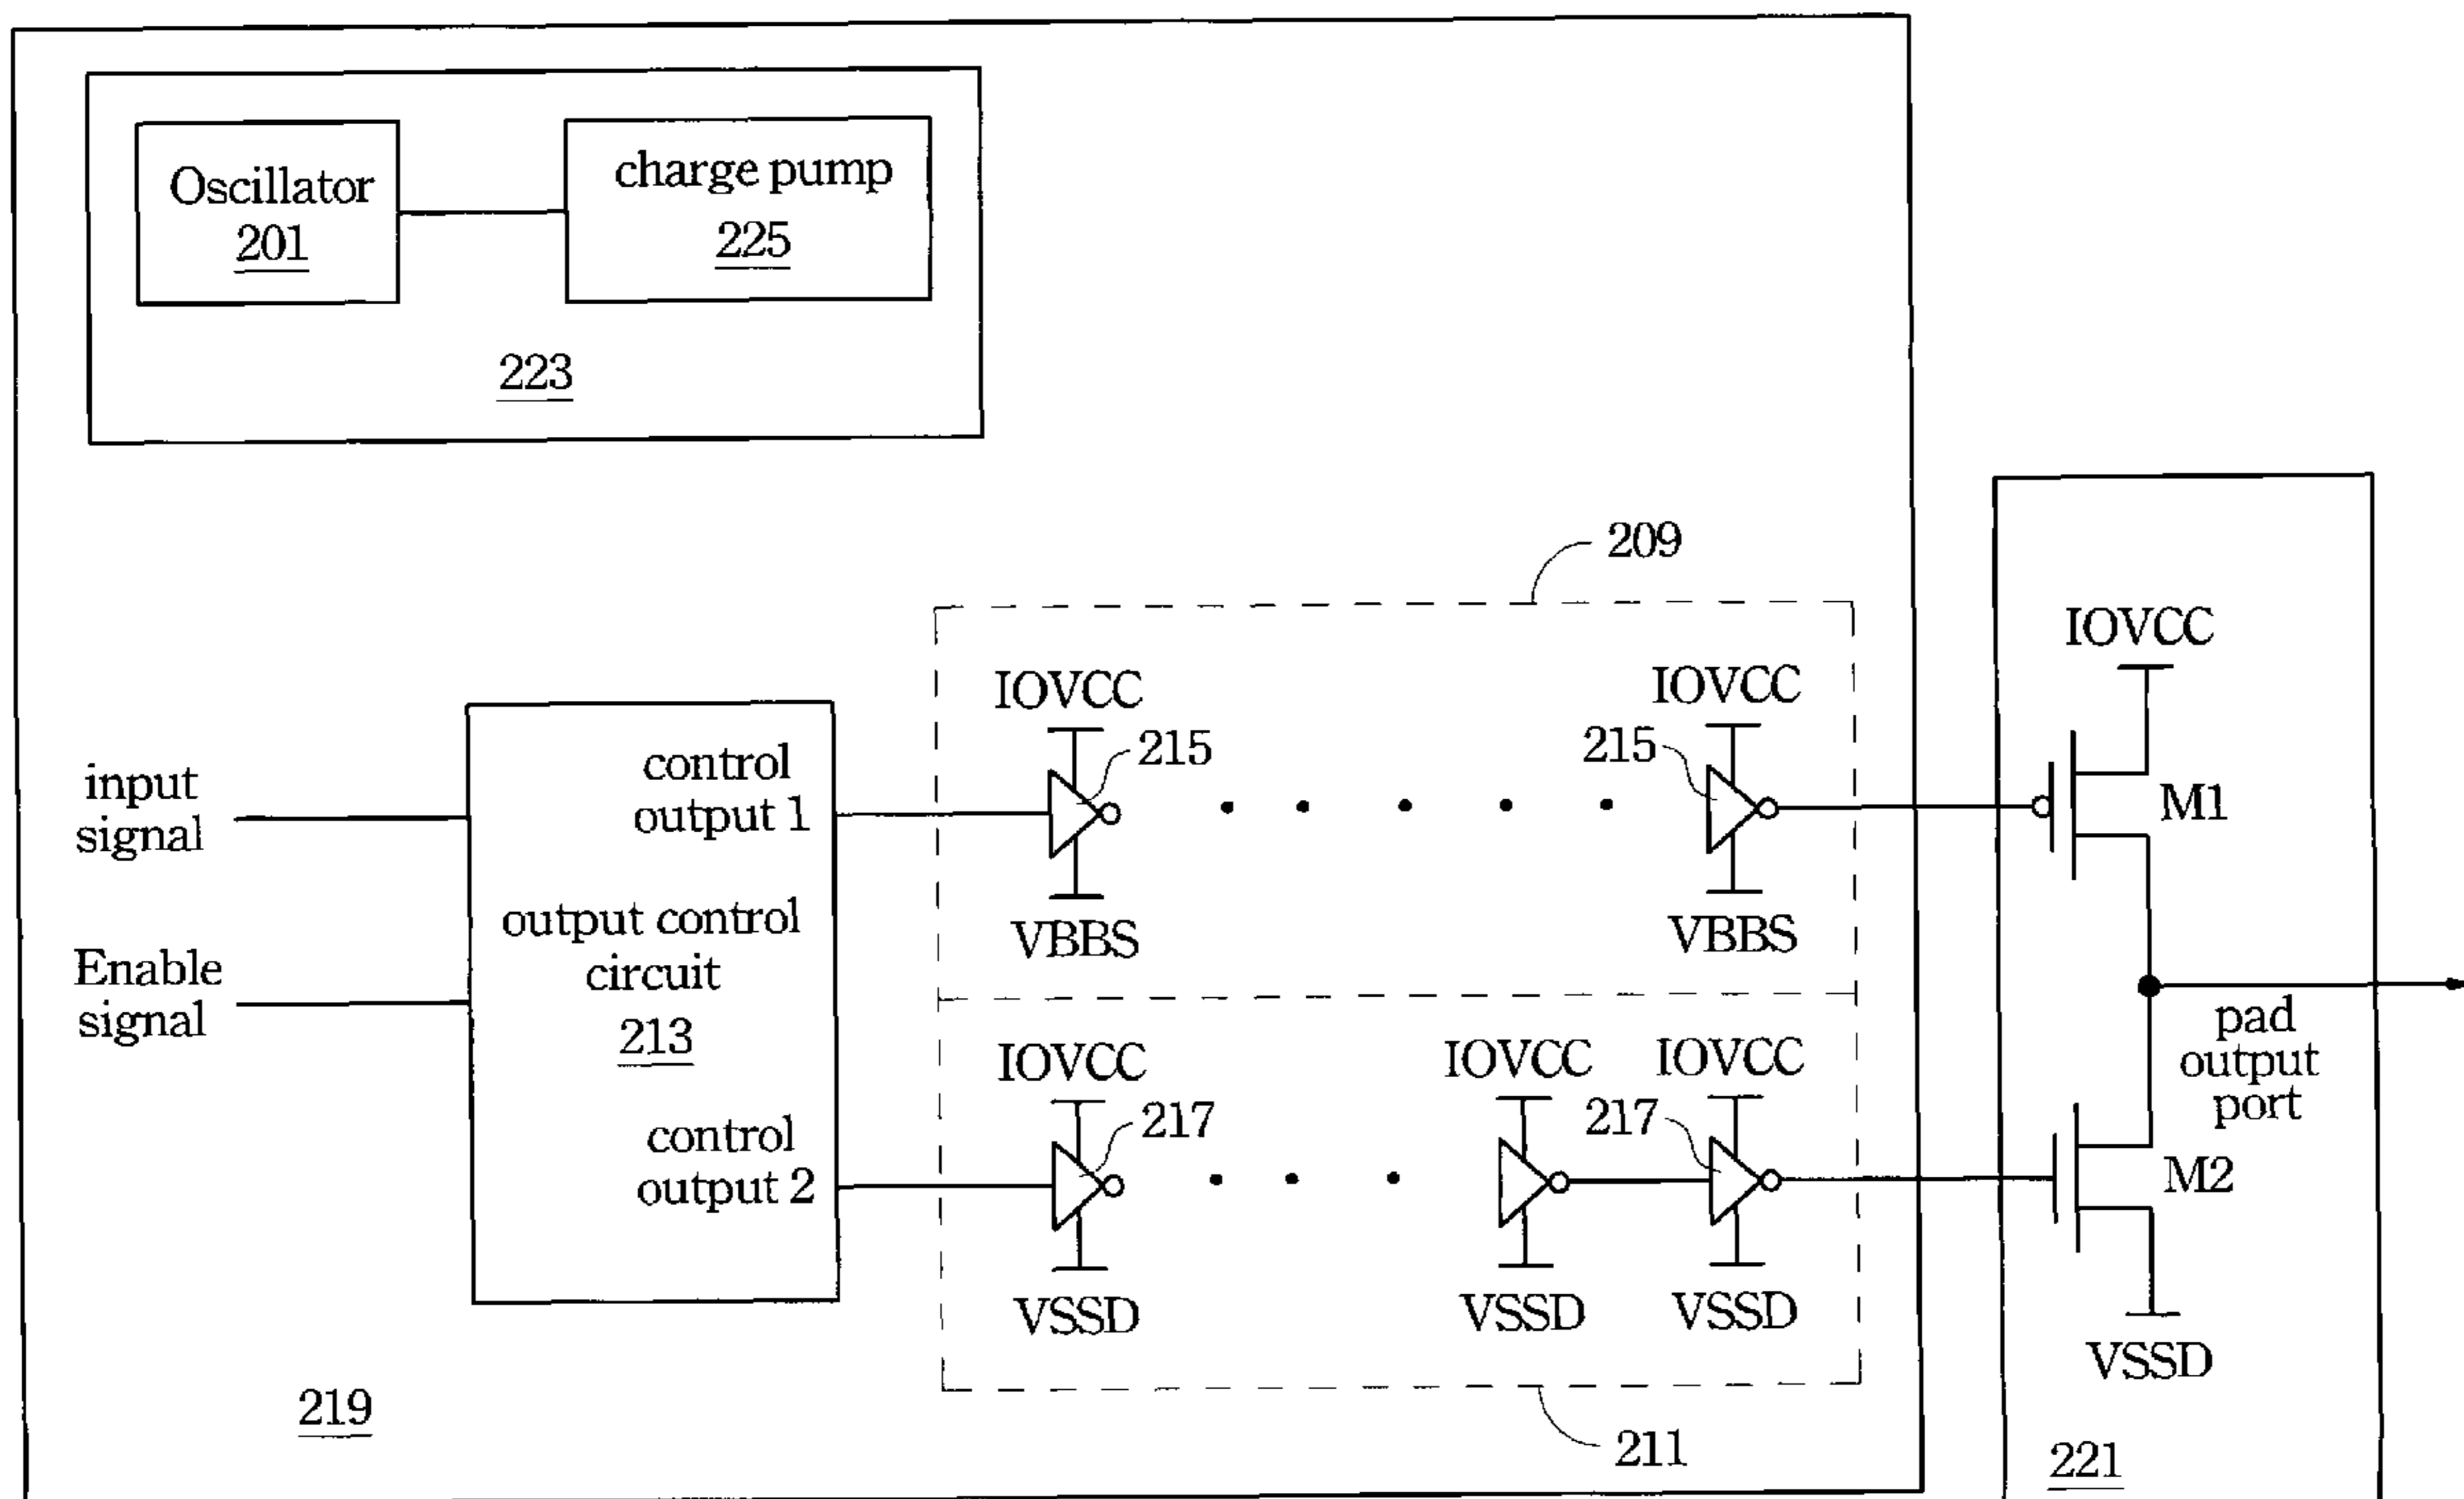 Oscillator
201
charge pump
225
223
209
IOVCC
215
IOVCC
215
VBBS
VBBS
IOVCC
M1
input
signal
Enable
signal
control
output 1
output control
circuit
213
control
output 2
IOVCC
217
IOVCC
IOVCC
217
VSSD
VSSD
VSSD
pad
output
port
M2
VSSD
219
211
221